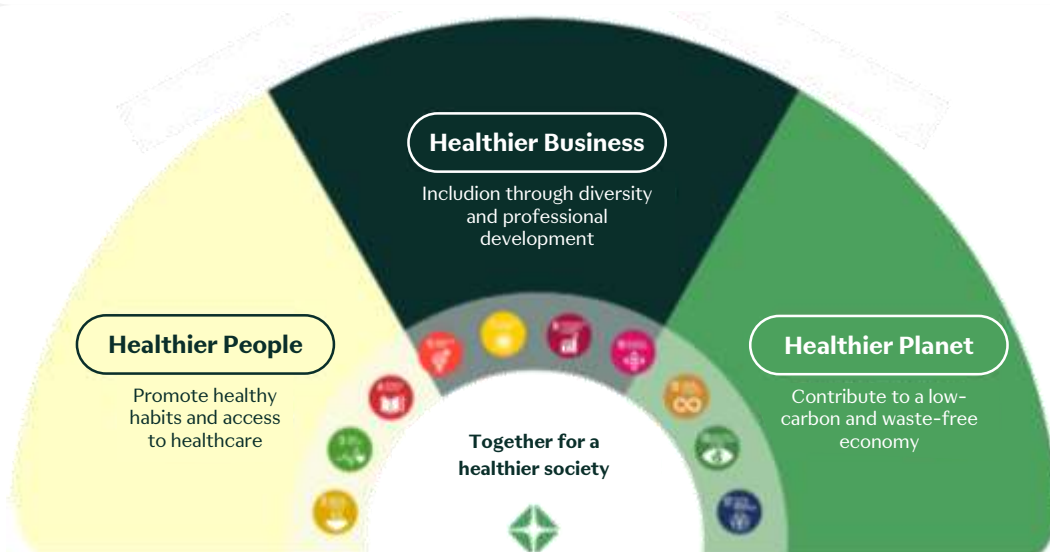 Healthier Business
Includion through diversity
and professional
development
Healthier People
Promote healthy
habits and access
to healthcare
Healthier Planet
Contribute to a low-
carbon and waste-free
economy
Together for a
healthier society